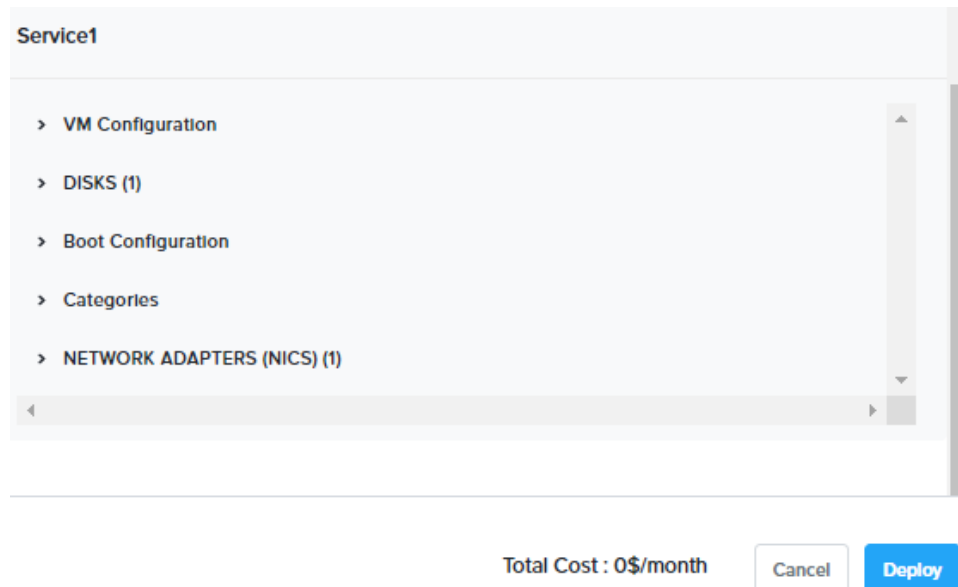 Service1
VM Configuration
DISKS (1)
Boot Configuration
Categories
NETWORK ADAPTERS (NICS) (1)
Total Cost : 0$/month
Cancel
Deploy